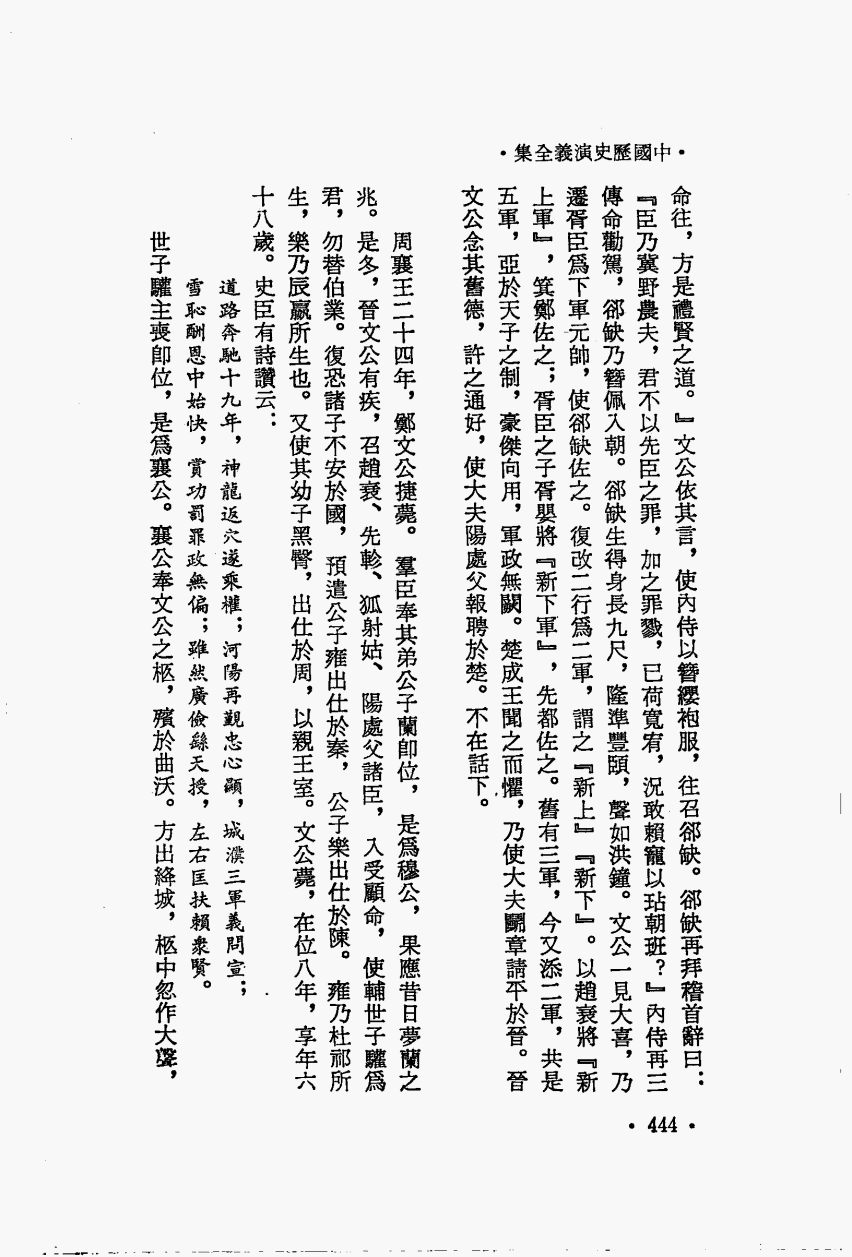 ·中國歷史演義全集·
命往，方是禮賢之道。』文公依其言，使內侍以簪纓袍服，往召郤缺。郤缺再拜稽首辭曰：
『臣乃冀野農夫，君不以先臣之罪，加之罪戮，已荷寬宥，況敢賴寵以玷朝班？』內侍再三
傳命勸駕，郤缺乃簪佩入朝。郤缺生得身長九尺，隆準豐頤，聲如洪鐘。文公一見大喜，乃
遷胥臣爲下軍元帥，使郤缺佐之。復改二行爲二軍，謂之『新上』『新下』。以趙衰將『新
上軍』，箕鄭佐之；胥臣之子胥嬰將『新下軍』，先都佐之。舊有三軍，今又添二軍，共是
五軍，亞於天子之制，豪傑向用，軍政無闕。楚成王聞之而懼，乃使大夫鬬章請平於晉。晉
文公念其舊德，許之通好，使大夫陽處父報聘於楚。不在話下。
周襄王二十四年，鄭文公捷薨。羣臣奉其弟公子蘭卽位，是爲穆公，果應昔日夢蘭之
兆。是冬，晉文公有疾，召趙衰、先軫、狐射姑、陽處父諸臣，入受顧命，使輔世子驩爲
君，勿替伯業。復恐諸子不安於國，預遣公子雍出仕於秦，公子樂出仕於陳。雍乃杜祁所
生，樂乃辰嬴所生也。又使其幼子黑臀，出仕於周，以親王室。文公薨，在位八年，享年六
十八歲。史臣有詩讚云：
道路奔馳十九年，神龍返穴遂乘權；河陽再覲忠心顯，城濮三軍義問宣；
雪恥酬恩中始快，賞功罰罪政無偏；雖然廣儉繇天授，左右匡扶賴衆賢。
世子驩主喪卽位，是爲襄公。襄公奉文公之柩，殯於曲沃。方出絳城，柩中忽作大聲，
·444·